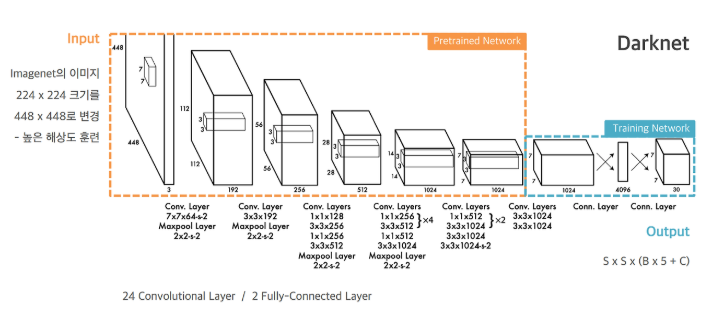 Input
Pretrained Network
Darknet
Imagenet의 이미지
224 x 224 크기를
448 x 448로 변경
- 높은 해상도 훈련
Training Network
448
448
7
7
3
112
112
3
3
192
56
56
3
3
256
28
28
3
3
512
14
14
3
3
1024
7
7
3
3
1024
7
7
1024
4096
7
7
30
Conv. Layer
7x7x64-s-2
Maxpool Layer
2x2-s-2
Conv. Layer
3x3x192
Maxpool Layer
2x2-s-2
Conv. Layers
1x1x128
3x3x256
1x1x256
3x3x512
Maxpool Layer
2x2-s-2
Conv. Layers
1x1x256
3x3x512
}×4
1x1x512
3x3x1024
Maxpool Layer
2x2-s-2
Conv. Layers
1x1x512
3x3x1024
}×2
3x3x1024
3x3x1024-s-2
Conv. Layers
3x3x1024
3x3x1024
Conn. Layer
Conn. Layer
Output
S x S x (B x 5 + C)
24 Convolutional Layer / 2 Fully-Connected Layer